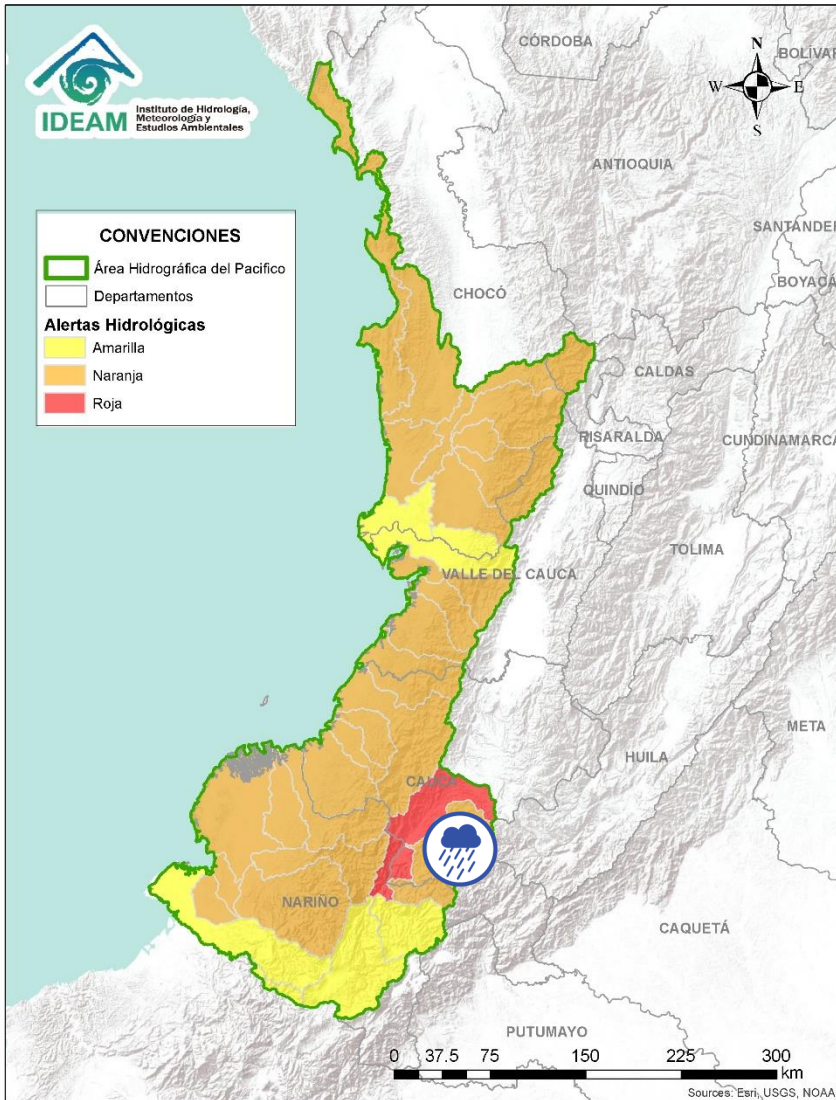 IDEAM
Instituto de Hidrología,
Meteorología y
Estudios Ambientales
CÓRDOBA
BOLÍVAR
N
W E
S
ANTIOQUIA
SANTANDER
BOYACÁ
CONVENCIONES
Área Hidrográfica del Pacifico
Departamentos
Alertas Hidrológicas
Amarilla
Naranja
Roja
CHOCÓ
CALDAS
RISARALDA
CUNDINAMARCA
QUINDÍO
TOLIMA
VALLE DEL CAUCA
META
HUILA
CAUCA
NARIÑO
CAQUETÁ
PUTUMAYO
0 37.5 75 150 225 300
km
Sources: Esri, USGS, NOAA